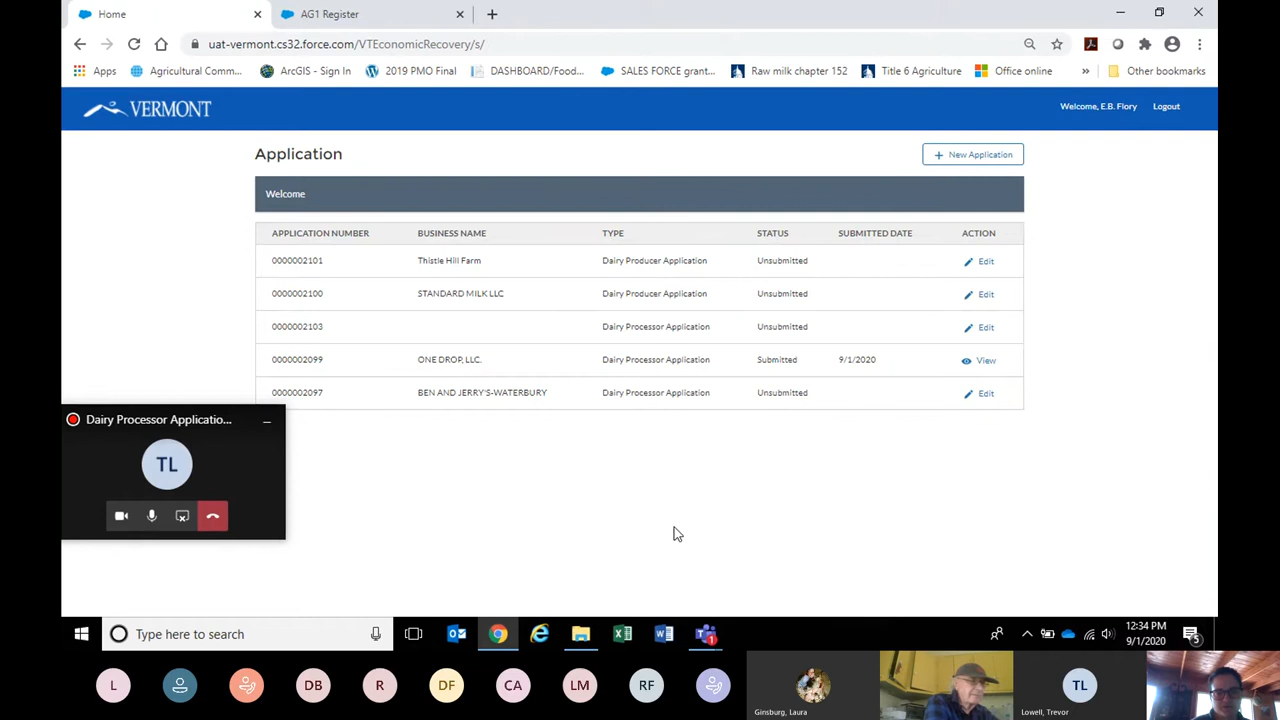 Home
AG1 Register
uat-vermont.cs32.force.com/VTEconomicRecovery/s/
Apps
Agricultural Comm...
ArcGIS - Sign In
2019 PMO Final
DASHBOARD/Food...
SALES FORCE grant...
Raw milk chapter 152
Title 6 Agriculture
Office online
»
Other bookmarks
VERMONT
Welcome, E.B. Flory
Logout
Application
+ New Application
Welcome
APPLICATION NUMBER BUSINESS NAME TYPE STATUS SUBMITTED DATE ACTION
0000002101 Thistle Hill Farm Dairy Producer Application Unsubmitted Edit
0000002100 STANDARD MILK LLC Dairy Producer Application Unsubmitted Edit
0000002103 Dairy Processor Application Unsubmitted Edit
0000002099 ONE DROP, LLC. Dairy Processor Application Submitted 9/1/2020 View
0000002097 BEN AND JERRY'S-WATERBURY Dairy Processor Application Unsubmitted Edit
Dairy Processor Applicatio...
TL
Type here to search
12:34 PM
9/1/2020
L
DB
R
DF
CA
LM
RF
TL
Ginsburg, Laura
Lowell, Trevor